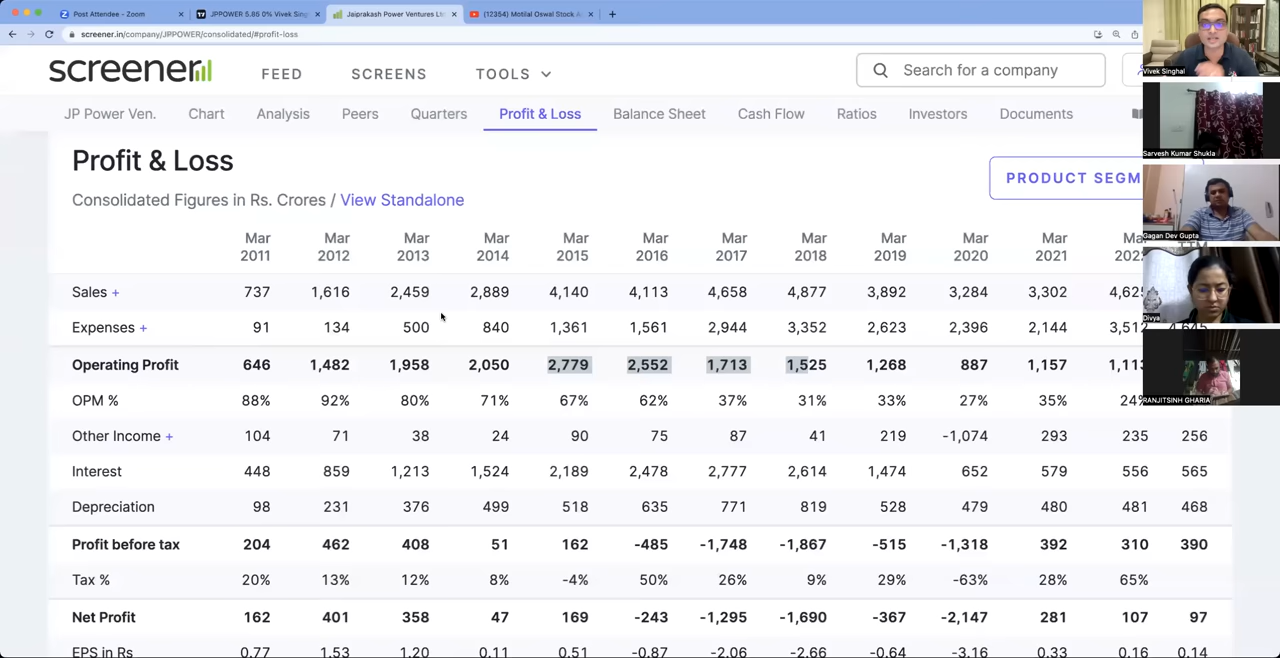 Post Attendee - Zoom
JPPOWER 5.85 0% Vivek Sing
Jaiprakash Power Ventures Ltd
(12354) Motilal Oswal Stock A
screener.in/company/JPPOWER/consolidated/#profit-loss
screener
FEED
SCREENS
TOOLS
Search for a company
JP Power Ven. Chart Analysis Peers Quarters Profit & Loss Balance Sheet Cash Flow Ratios Investors Documents
Profit & Loss
Consolidated Figures in Rs. Crores / View Standalone
PRODUCT SEGM
Mar Mar Mar Mar Mar Mar Mar Mar Mar Mar Mar Ma
2011 2012 2013 2014 2015 2016 2017 2018 2019 2020 2021 202
Sales + 737 1,616 2,459 2,889 4,140 4,113 4,658 4,877 3,892 3,284 3,302 4,625
Expenses + 91 134 500 840 1,361 1,561 2,944 3,352 2,623 2,396 2,144 3,512 4,645
Operating Profit 646 1,482 1,958 2,050 2,779 2,552 1,713 1,525 1,268 887 1,157 1,113
OPM % 88% 92% 80% 71% 67% 62% 37% 31% 33% 27% 35% 24%
Other Income + 104 71 38 24 90 75 87 41 219 -1,074 293 235 256
Interest 448 859 1,213 1,524 2,189 2,478 2,777 2,614 1,474 652 579 556 565
Depreciation 98 231 376 499 518 635 771 819 528 479 480 481 468
Profit before tax 204 462 408 51 162 -485 -1,748 -1,867 -515 -1,318 392 310 390
Tax % 20% 13% 12% 8% -4% 50% 26% 9% 29% -63% 28% 65%
Net Profit 162 401 358 47 169 -243 -1,295 -1,690 -367 -2,147 281 107 97
EPS in Rs 0.77 1.53 1.20 0.11 0.51 -0.87 -2.06 -2.66 -0.64 -3.16 0.33 0.16 0.14
Vivek Singhal
Sarvesh Kumar Shukla
Gagan Dev Gupta
Divya
RANJITSINH GHARIA